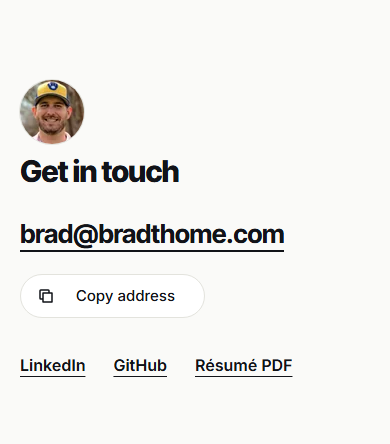 Get in touch
brad@bradthome.com
Copy address
LinkedIn GitHub Résumé PDF